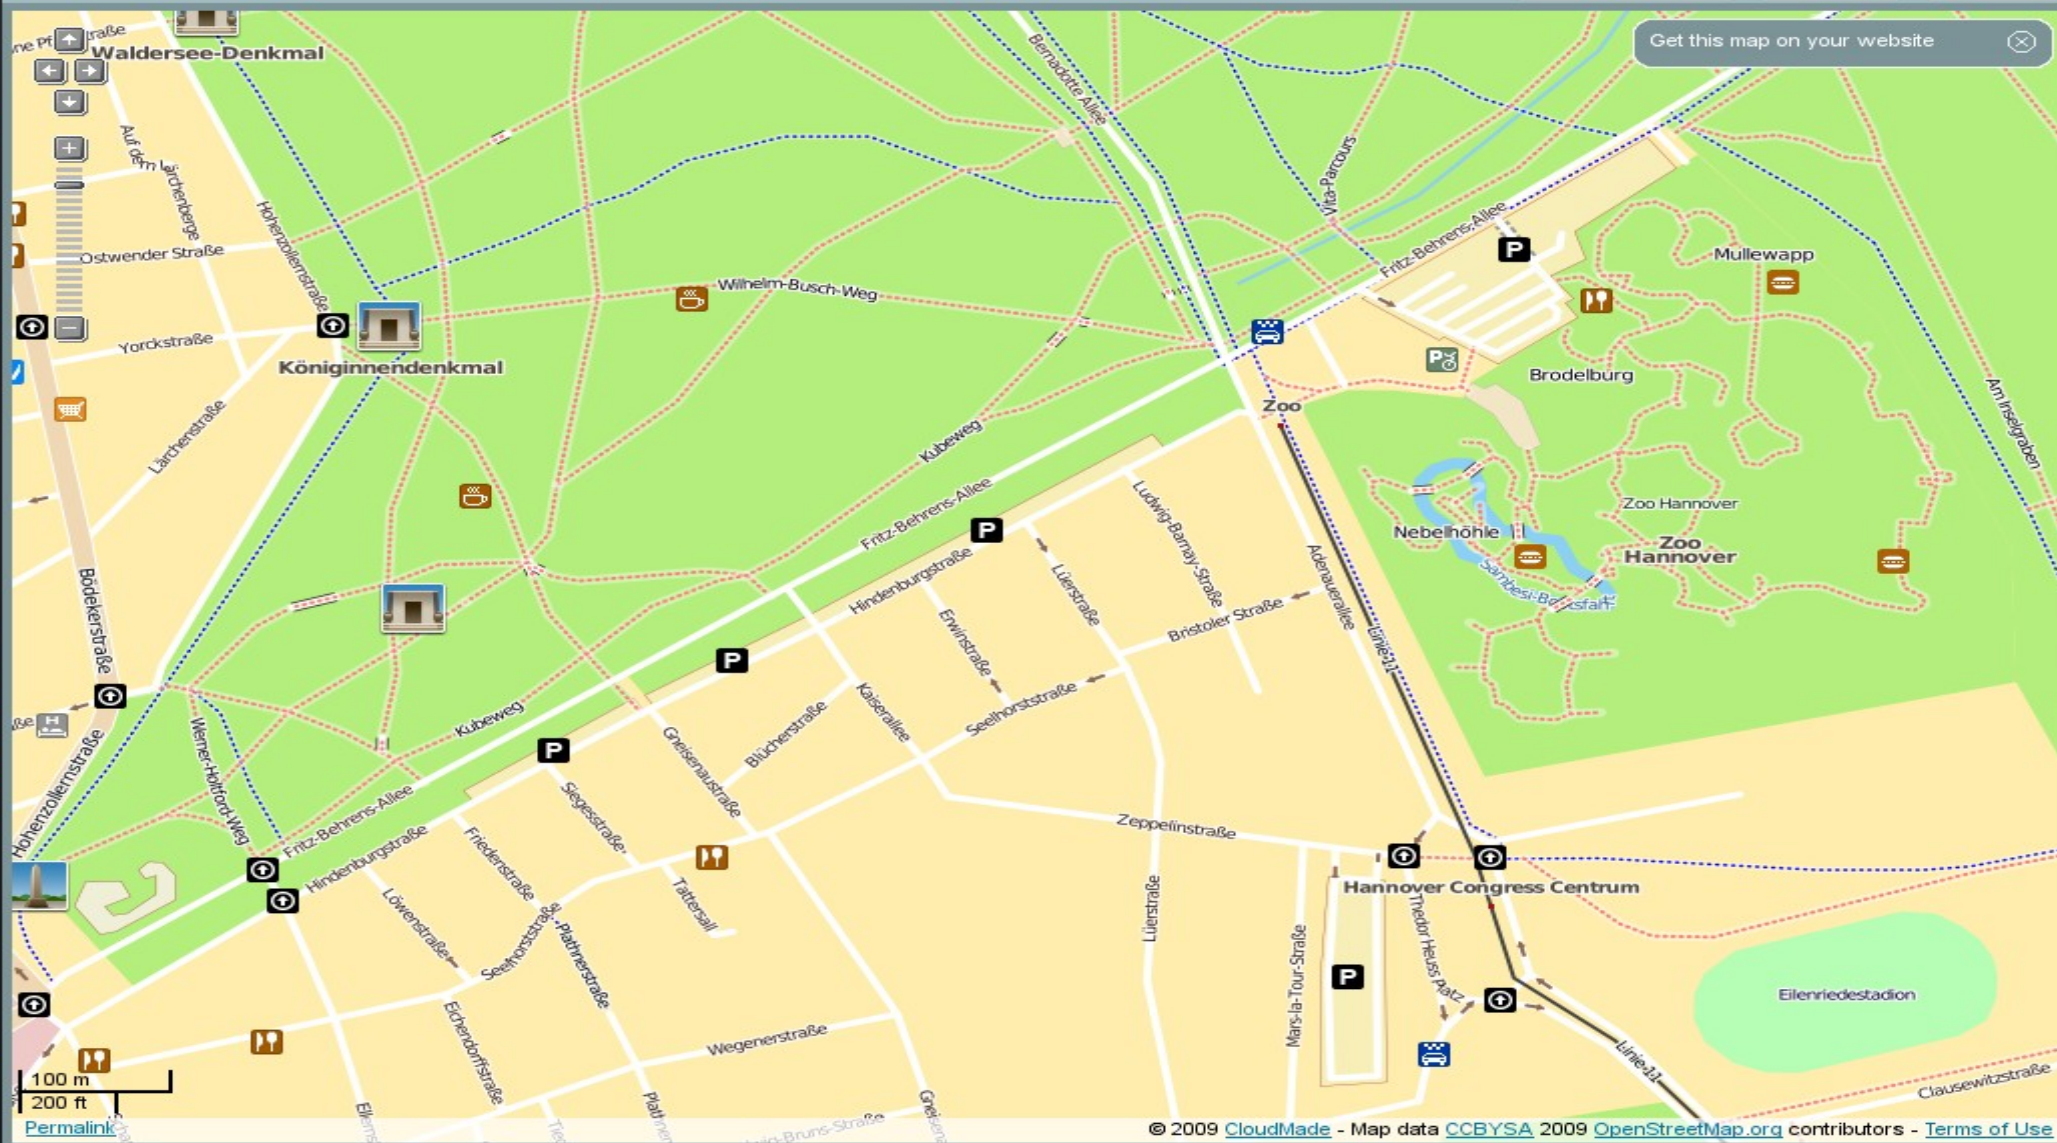 Get this map on your website
Waldersee-Denkmal
Bernadotte Allee
Auf dem Lärchenberge
Vita-Parcours
Hohenzollernstraße
Fritz-Behrens-Allee
P
Ostwender Straße
Mullewapp
Wilhelm-Busch-Weg
Yorckstraße
Königinnendenkmal
P
Brodelburg
Zoo
Am Inselgraben
Lärchenstraße
Kubeweg
Fritz-Behrens-Allee
P
Ludwig-Barnay-Straße
Zoo Hannover
Nebelhöhle
Zoo
Hannover
Hindenburgstraße
Lüerstraße
Adenauerallee
Bödekerstraße
Erwinstraße
Bristoler Straße
Linie 11
P
Seelhorststraße
Kaiserallee
Kubeweg
H
Werner-Holtford-Weg
Gneisenaustraße
Blücherstraße
P
Hohenzollernstraße
Siegesstraße
Fritz-Behrens-Allee
Zeppelinstraße
Hindenburgstraße
Friedenstraße
Tattersall
Hannover Congress Centrum
Löwenstraße
Seelhorststraße
Plathnerstraße
Lüerstraße
Mars-la-Tour-Straße
Theodor Heuss Platz
P
Eilenriedestadion
Eichendorffstraße
Wegenerstraße
Linie 11
Clausewitzstraße
100 m
200 ft
Permalink
© 2009 CloudMade - Map data CCBYSA 2009 OpenStreetMap.org contributors - Terms of Use